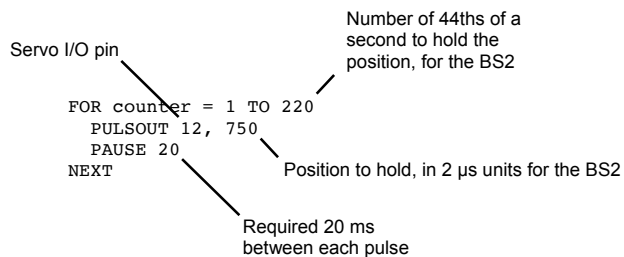 Number of 44ths of a
second to hold the
position, for the BS2
Servo I/O pin
FOR counter = 1 TO 220
PULSOUT 12, 750
PAUSE 20
NEXT
Position to hold, in 2 µs units for the BS2
Required 20 ms
between each pulse